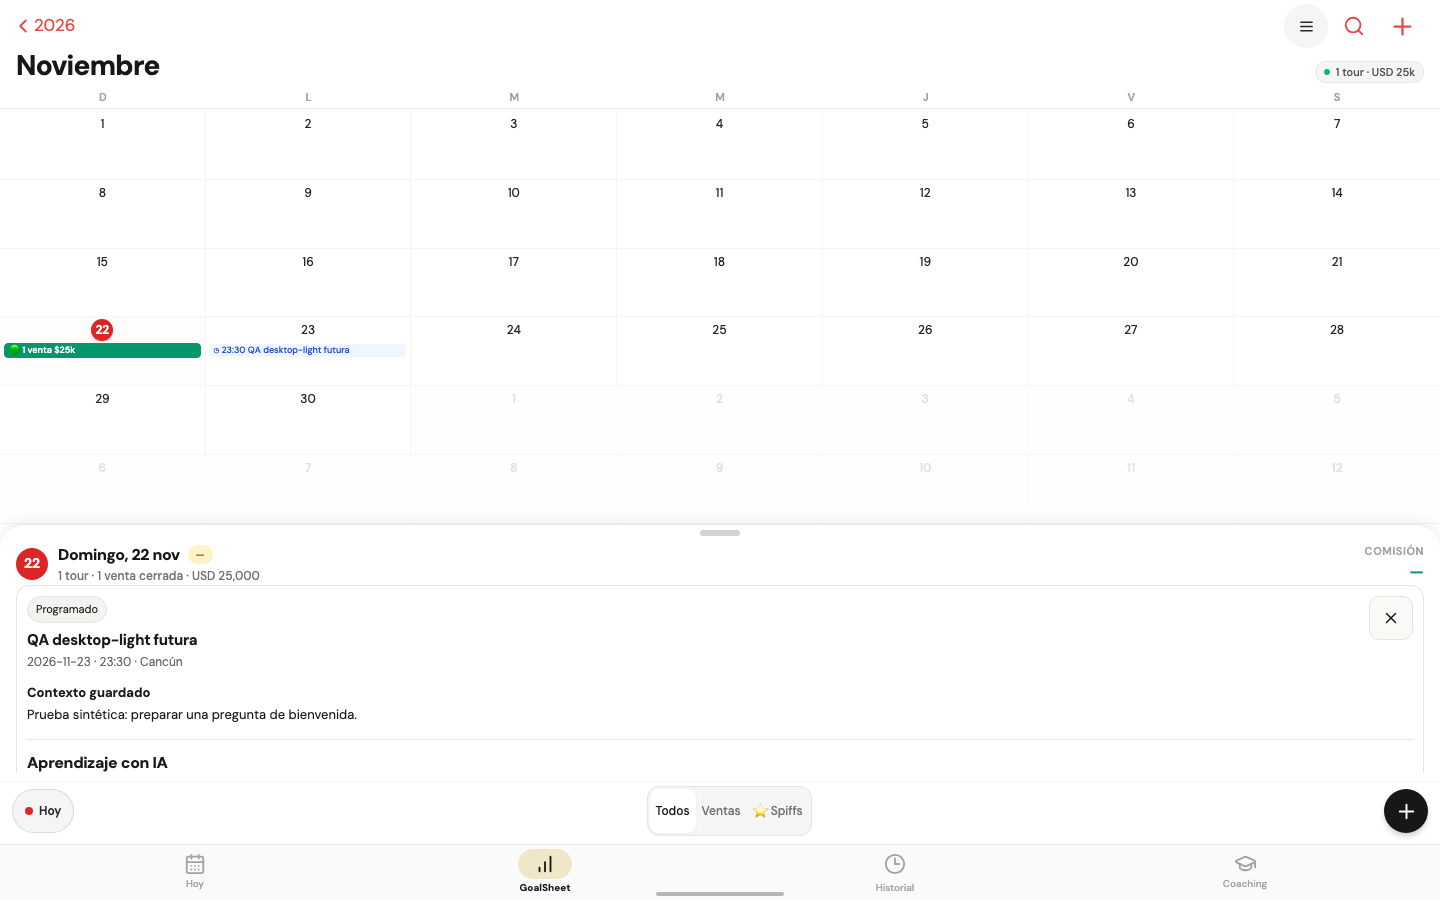 2026
Noviembre
1 tour · USD 25k
D L M M J V S
1 2 3 4 5 6 7
8 9 10 11 12 13 14
15 16 17 18 19 20 21
22 23 24 25 26 27 28
1 venta $25k
23:30 QA desktop-light futura
29 30 1 2 3 4 5
6 7 8 9 10 11 12
22
Domingo, 22 nov
–
COMISIÓN
—
1 tour · 1 venta cerrada · USD 25,000
Programado
QA desktop-light futura
2026-11-23 · 23:30 · Cancún
Contexto guardado
Prueba sintética: preparar una pregunta de bienvenida.
Aprendizaje con IA
Hoy
Todos Ventas ⭐ Spiffs
Hoy
GoalSheet
Historial
Coaching